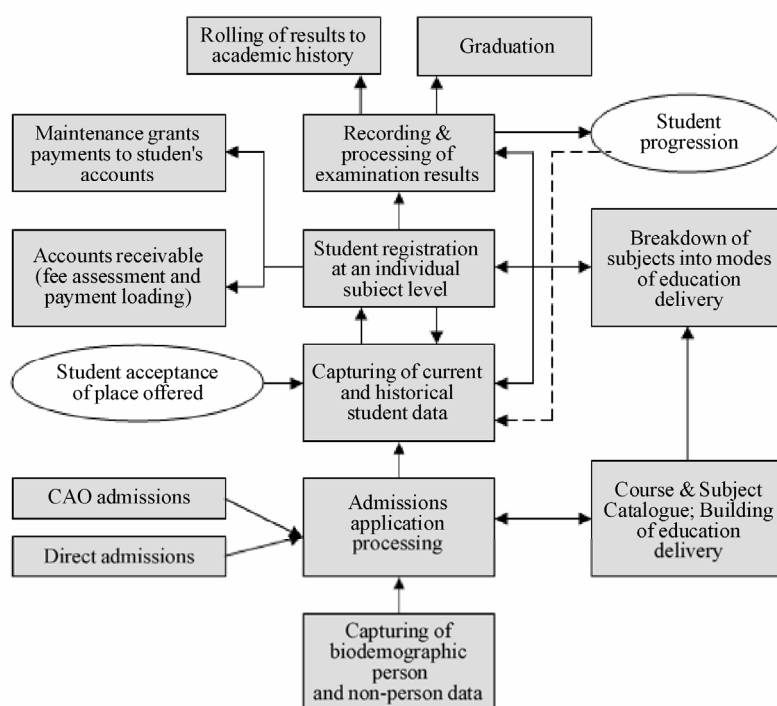 Rolling of results to
academic history
Graduation
Maintenance grants
payments to studen's
accounts
Recording &
processing of
examination results
Student
progression
Accounts receivable
(fee assessment and
payment loading)
Student registration
at an individual
subject level
Breakdown of
subjects into modes
of education
delivery
Student acceptance
of place offered
Capturing of current
and historical
student data
CAO admissions
Direct admissions
Admissions
application
processing
Course & Subject
Catalogue; Building
of education
delivery
Capturing of
biodemographic
person
and non-person data